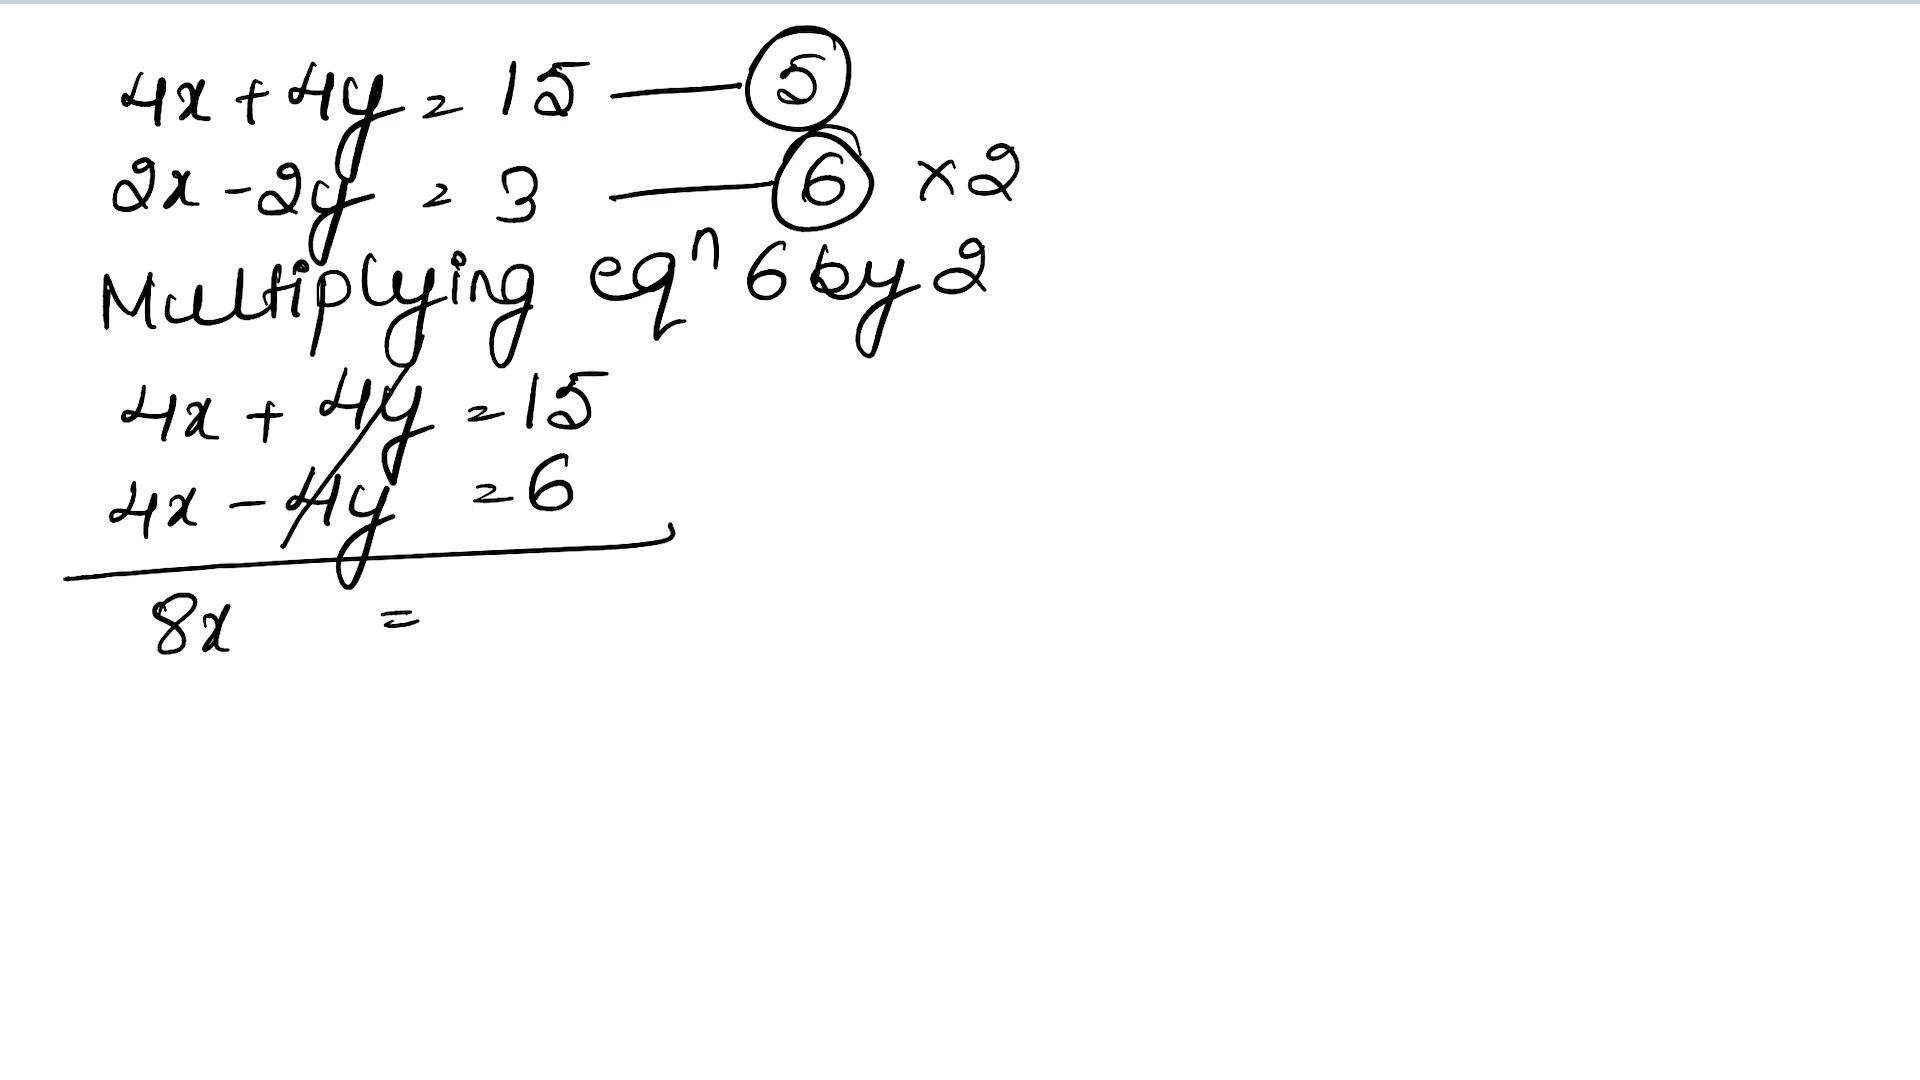 4x + 4y = 15 — 5
2x - 2y = 3 — 6 ×2
Multiplying eqⁿ 6 by 2
4x + 4y = 15
4x - 4y = 6
8x =